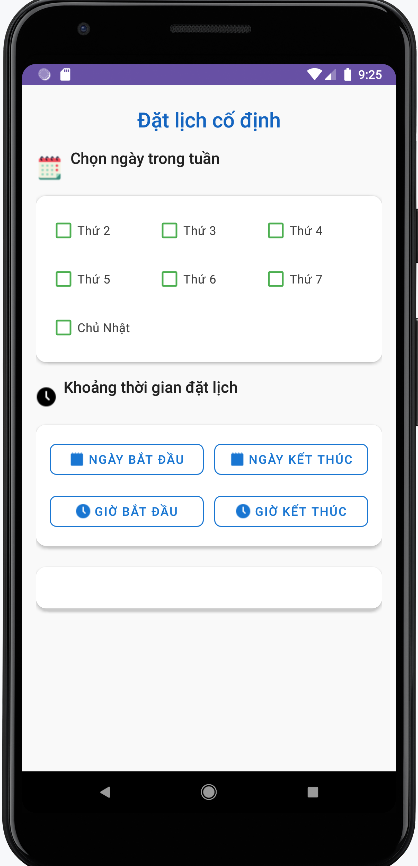 9:25
Đặt lịch cố định
Chọn ngày trong tuần
Thứ 2 Thứ 3 Thứ 4
Thứ 5 Thứ 6 Thứ 7
Chủ Nhật
Khoảng thời gian đặt lịch
NGÀY BẮT ĐẦU NGÀY KẾT THÚC
GIỜ BẮT ĐẦU GIỜ KẾT THÚC